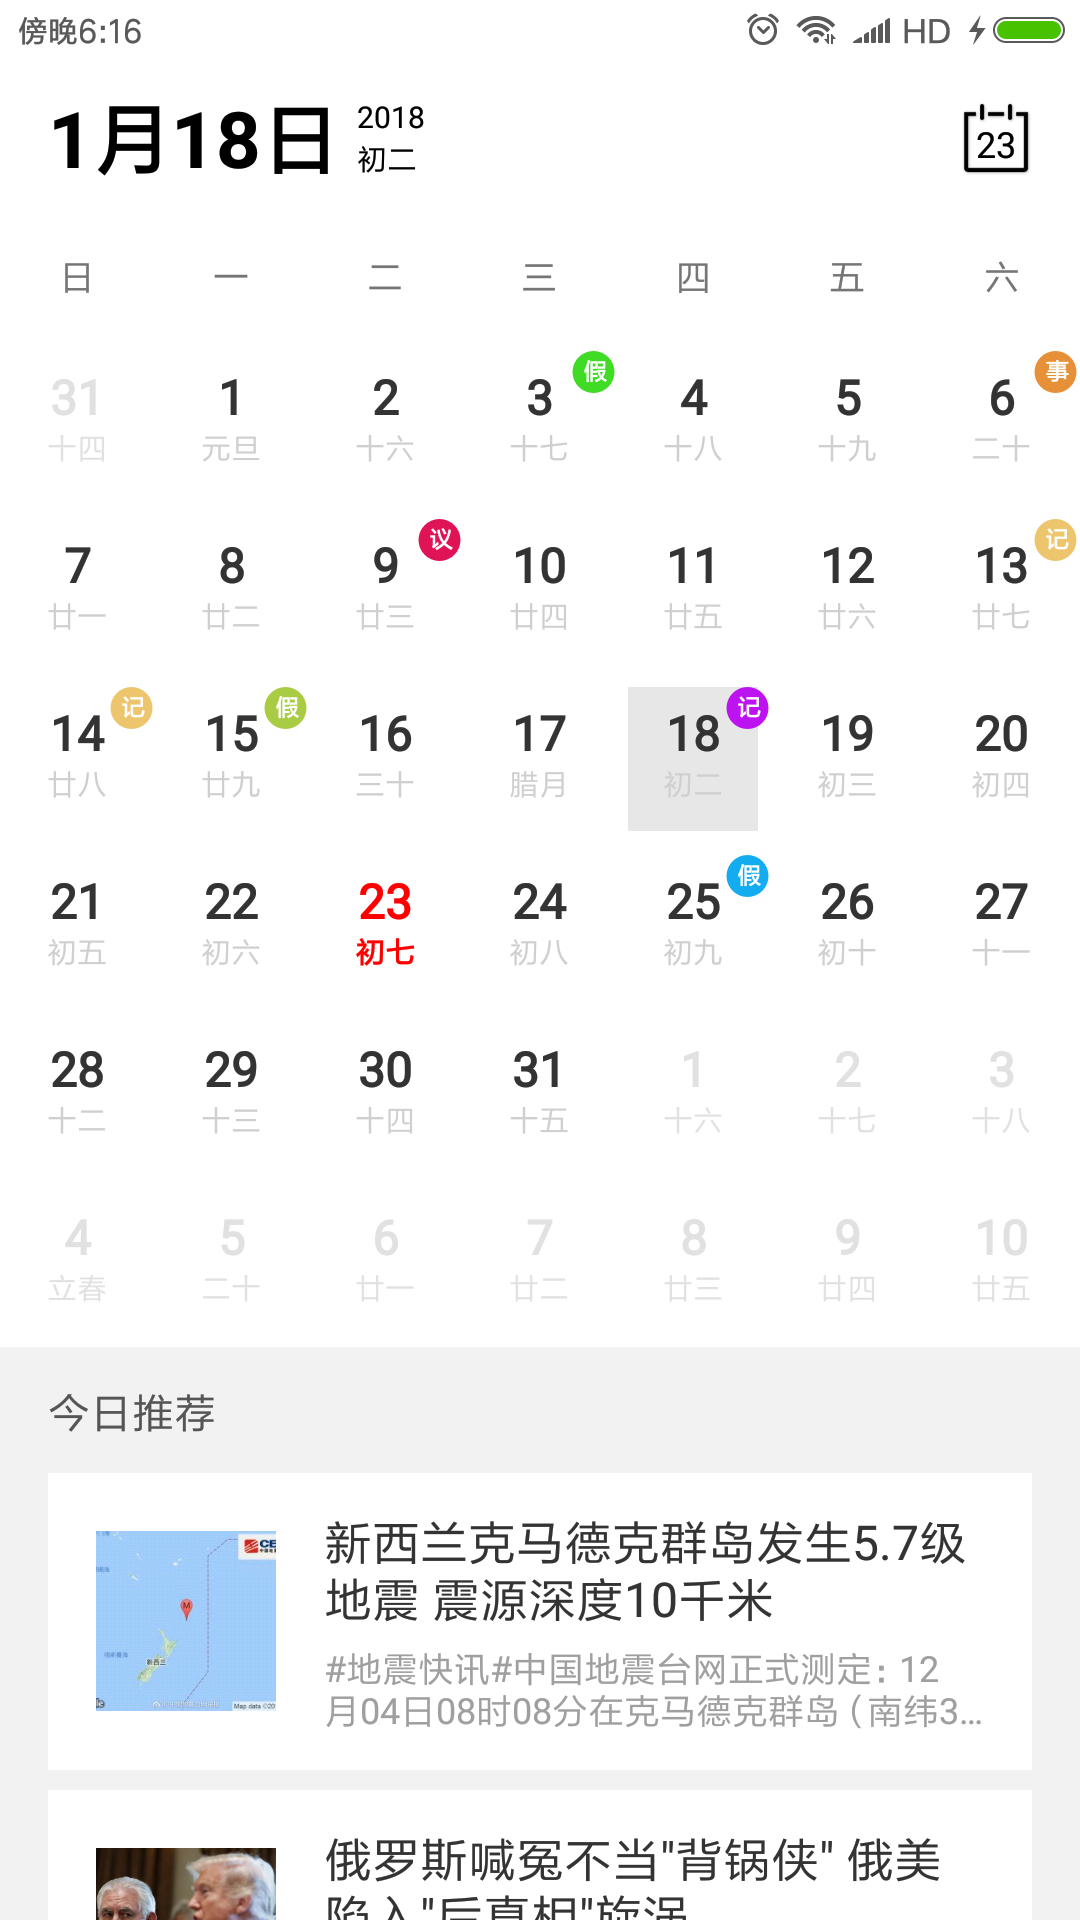 傍晚6:16 HD
1月18日 2018
初二
23
日 一 二 三 四 五 六
假 事
31 1 2 3 4 5 6
十四 元旦 十六 十七 十八 十九 二十
议 记
7 8 9 10 11 12 13
廿一 廿二 廿三 廿四 廿五 廿六 廿七
记 假 记
14 15 16 17 18 19 20
廿八 廿九 三十 腊月 初二 初三 初四
假
21 22 23 24 25 26 27
初五 初六 初七 初八 初九 初十 十一
28 29 30 31 1 2 3
十二 十三 十四 十五 十六 十七 十八
4 5 6 7 8 9 10
立春 二十 廿一 廿二 廿三 廿四 廿五
今日推荐
新西兰克马德克群岛发生5.7级
地震 震源深度10千米
#地震快讯#中国地震台网正式测定：12
月04日08时08分在克马德克群岛（南纬3...
CE
M
新西兰
Map data ©20
俄罗斯喊冤不当"背锅侠" 俄美
陷入"后真相"旋涡